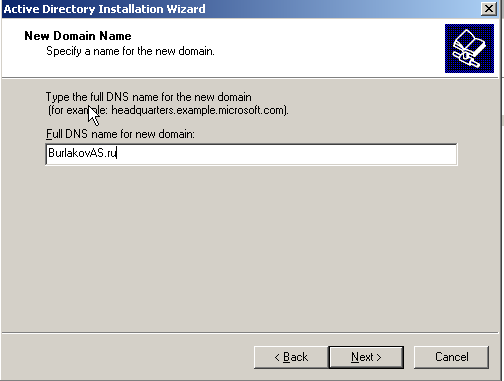 Active Directory Installation Wizard
New Domain Name
Specify a name for the new domain.
Type the full DNS name for the new domain
(for example: headquarters.example.microsoft.com).
Full DNS name for new domain:
BurlakovAS.ru
< Back Next > Cancel